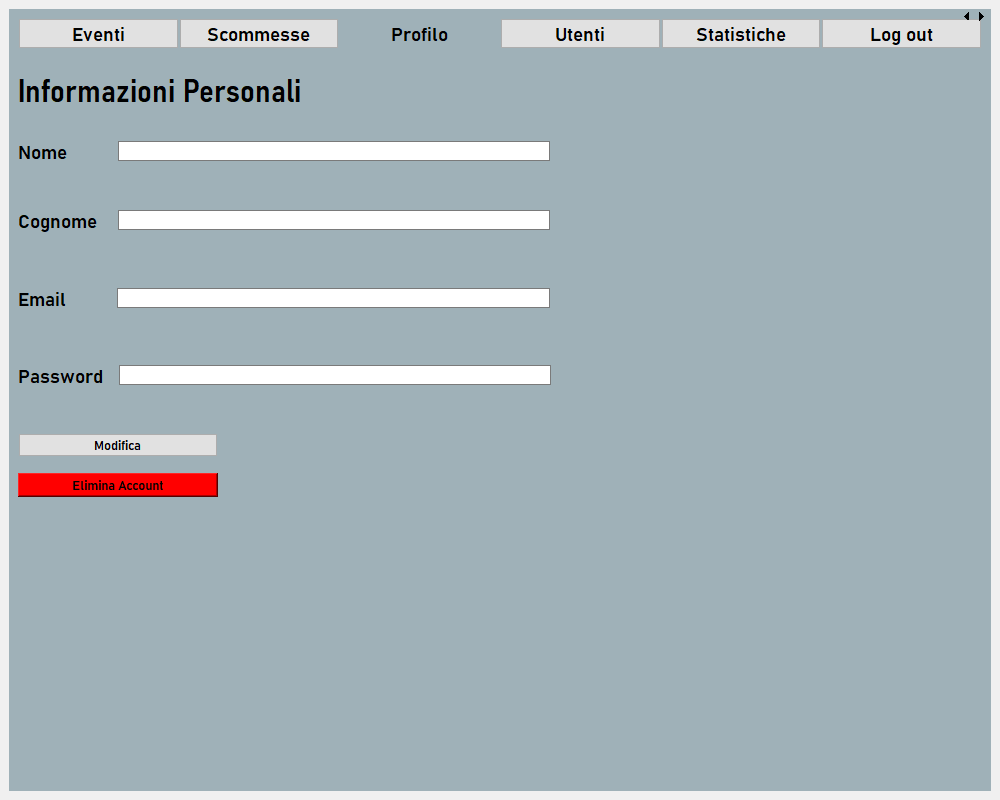 Eventi Scommesse Profilo Utenti Statistiche Log out
Informazioni Personali
Nome
Cognome
Email
Password
Modifica
Elimina Account